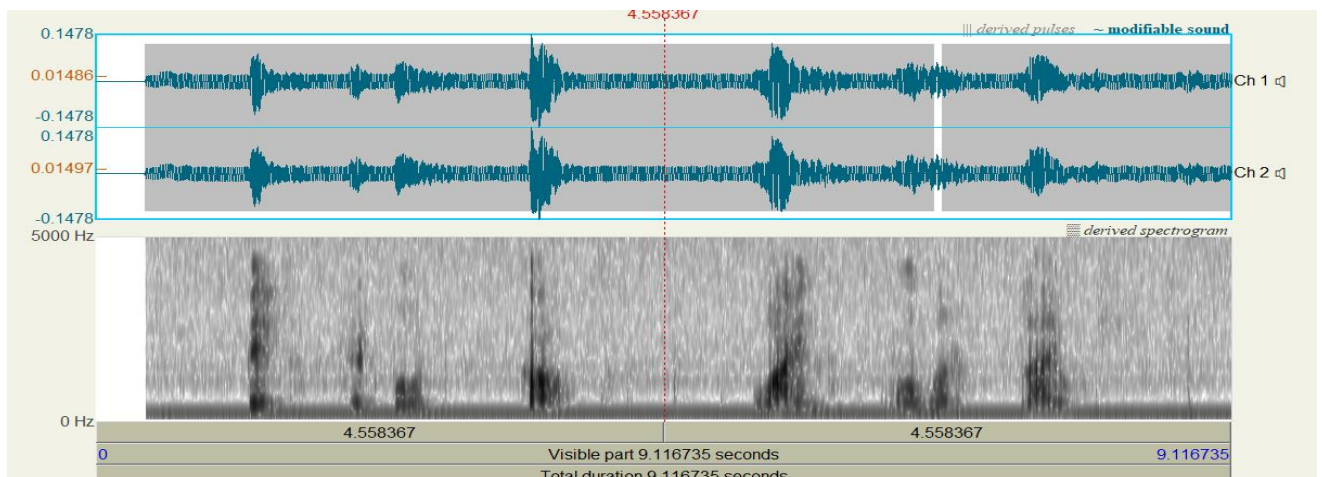 4.558367
0.1478
||| derived pulses ~ modifiable sound
0.01486
Ch 1
-0.1478
0.1478
0.01497
Ch 2
-0.1478
5000 Hz
derived spectrogram
0 Hz
4.558367 4.558367
0 Visible part 9.116735 seconds 9.116735
Total duration 9.116735 seconds